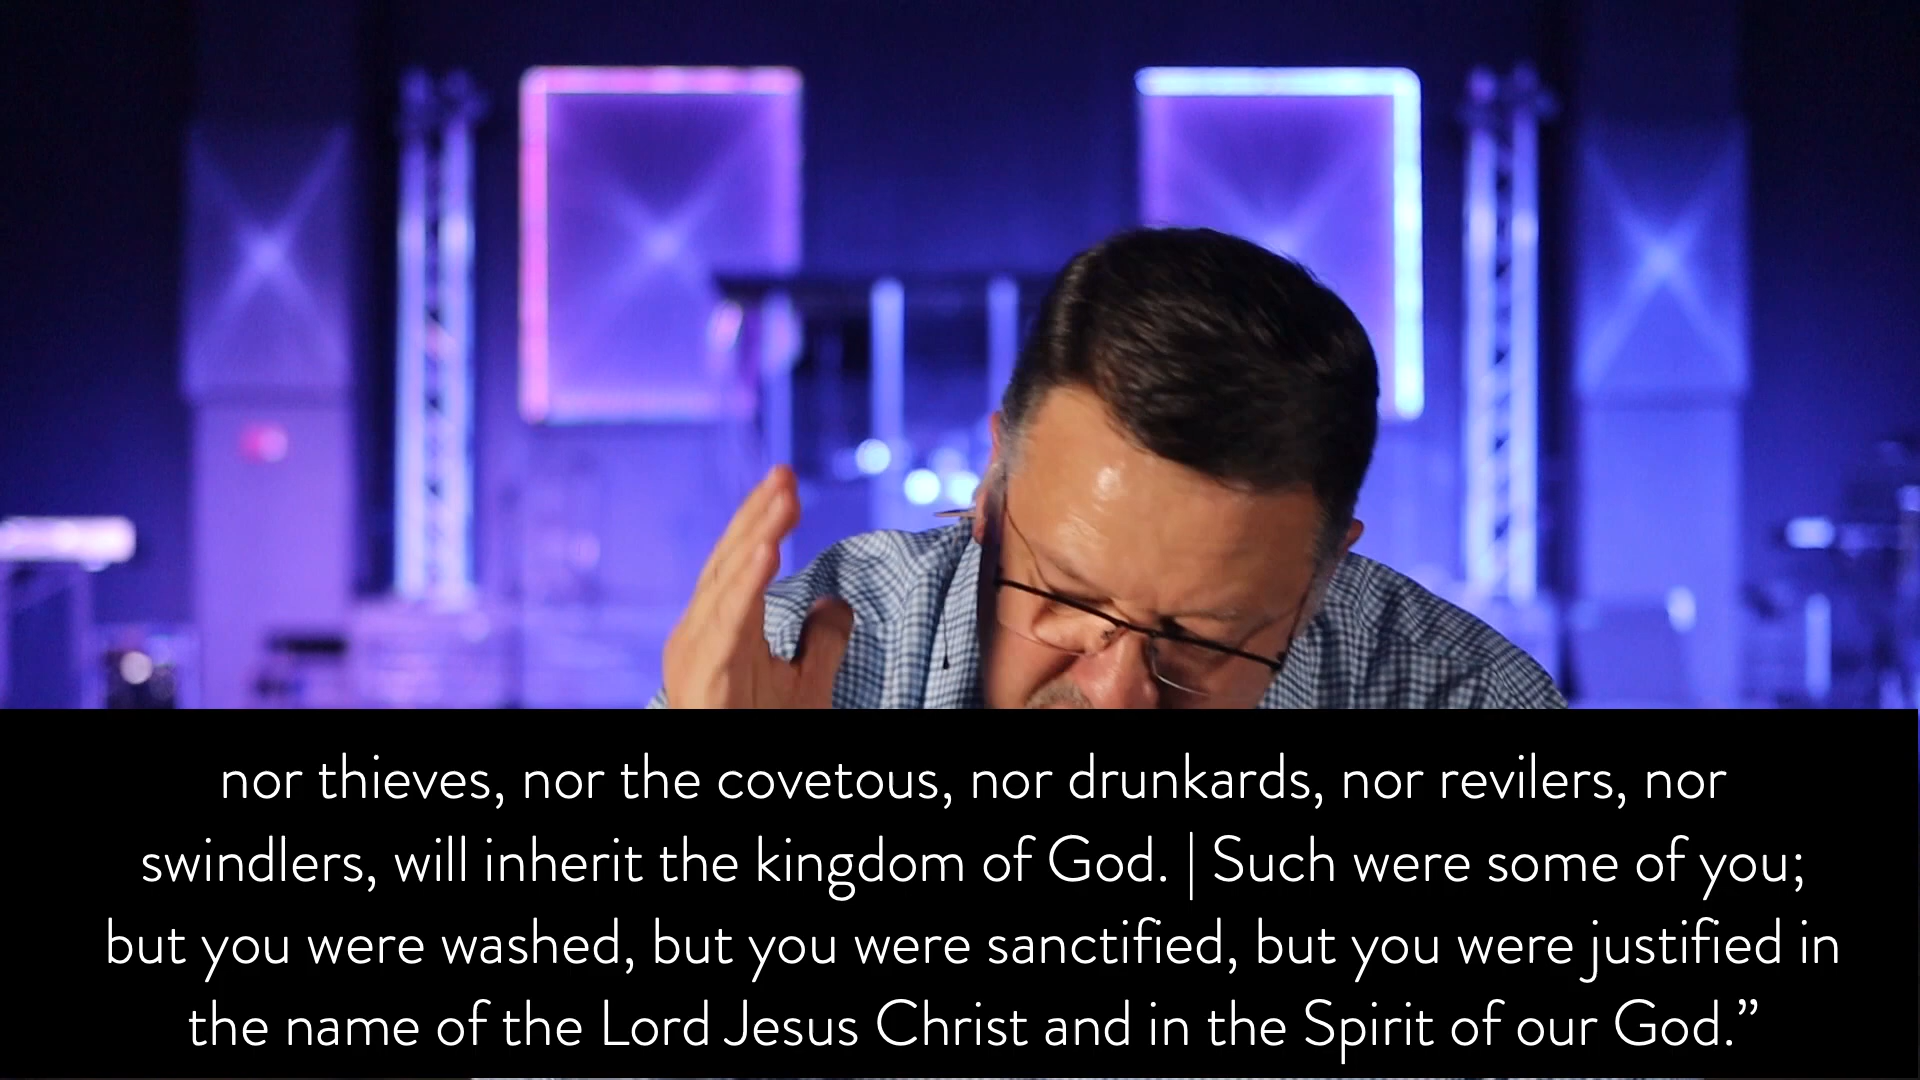 nor thieves, nor the covetous, nor drunkards, nor revilers, nor
swindlers, will inherit the kingdom of God. | Such were some of you;
but you were washed, but you were sanctified, but you were justified in
the name of the Lord Jesus Christ and in the Spirit of our God.”